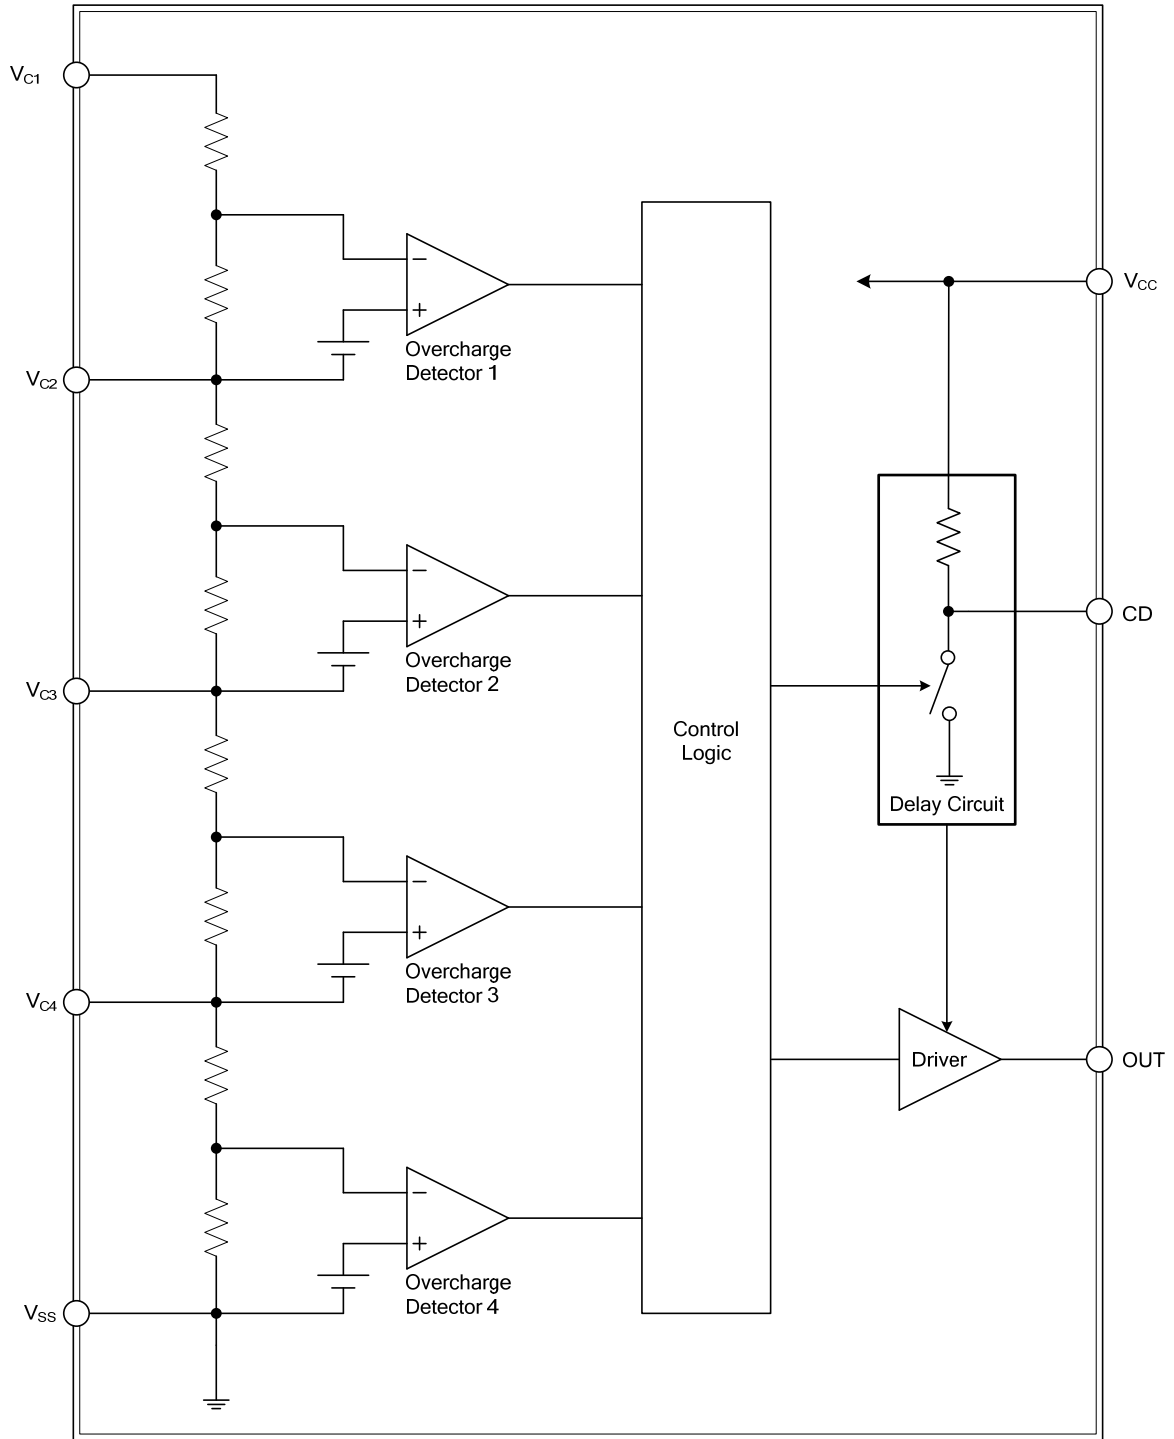 VC1
−
+
Overcharge
Detector 1
VCC
VC2
−
+
Overcharge
Detector 2
CD
VC3
Control
Logic
Delay Circuit
−
+
Overcharge
Detector 3
VC4
Driver
OUT
−
+
Overcharge
Detector 4
VSS